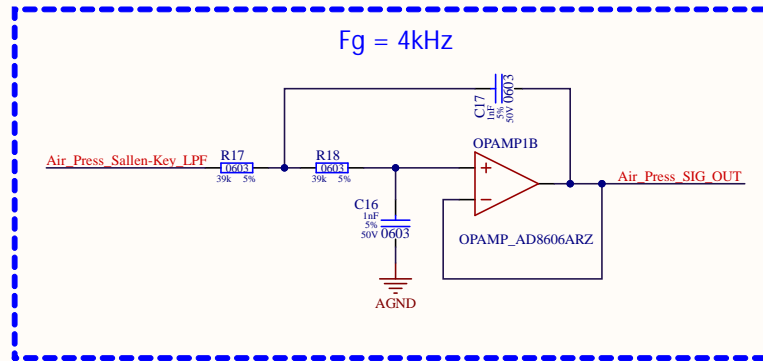 Fg = 4kHz
C17
1nF
5%
50V
0603
OPAMP1B
Air_Press_Sallen-Key_LPF
R17
0603
39k 5%
R18
0603
39k 5%
+
−
Air_Press_SIG_OUT
C16
1nF
5%
50V 0603
OPAMP_AD8606ARZ
AGND